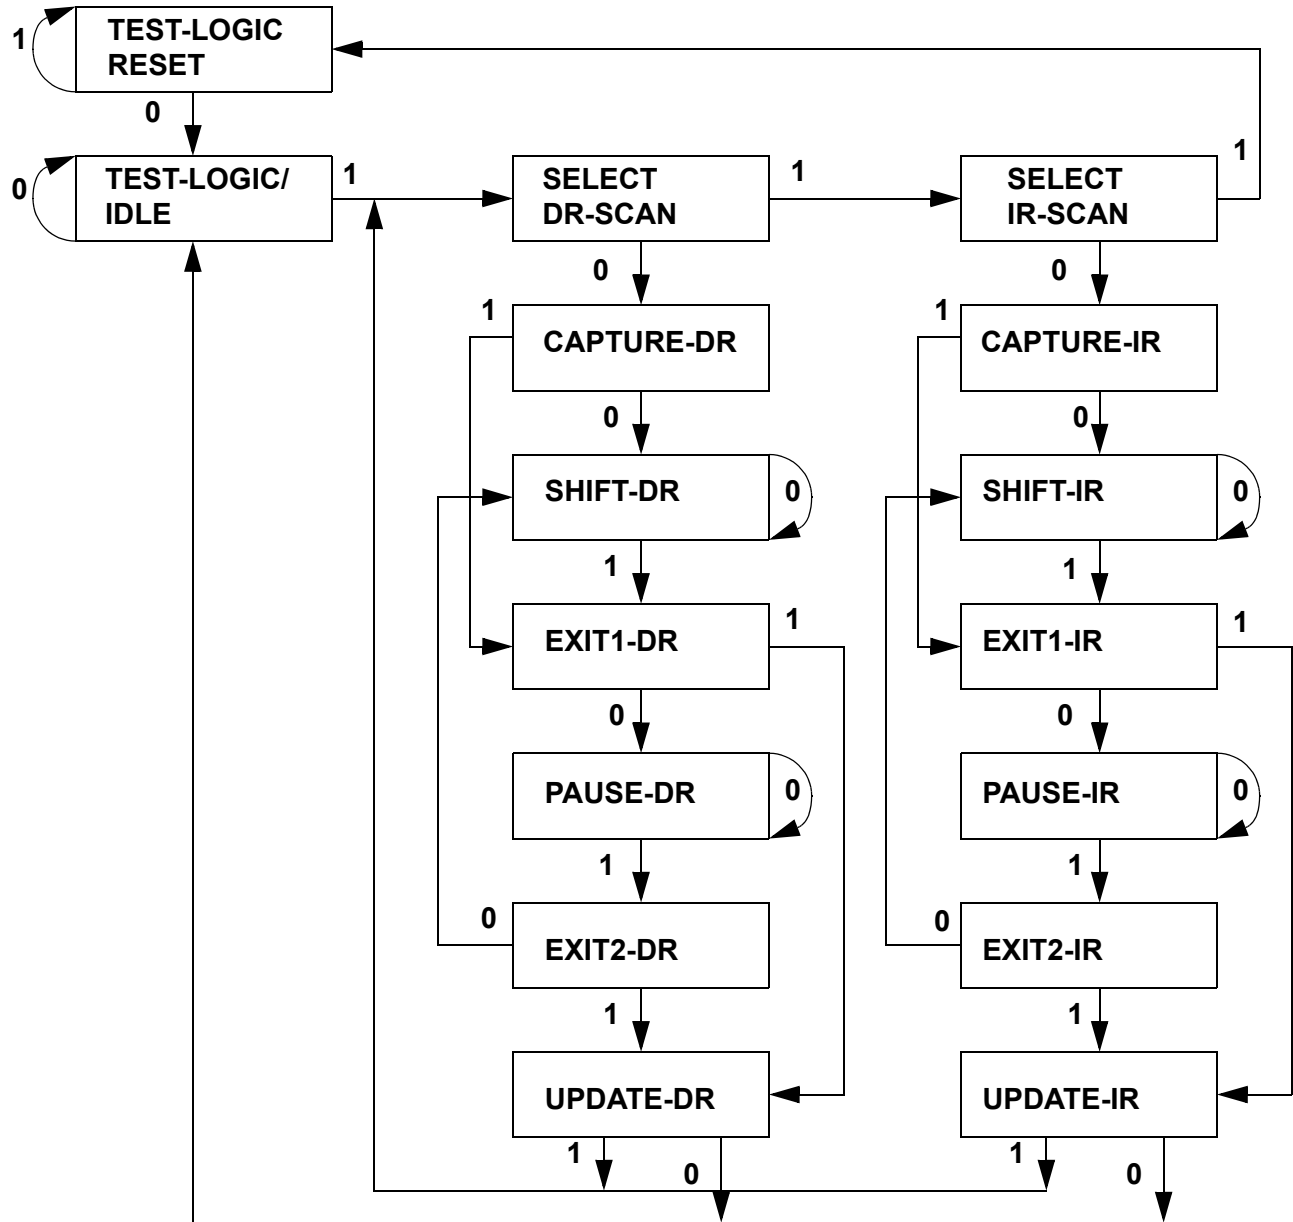 1
TEST-LOGIC
RESET
0
0
TEST-LOGIC/
IDLE
1
SELECT
DR-SCAN
1
SELECT
IR-SCAN
1
0
0
1
CAPTURE-DR
1
CAPTURE-IR
0
0
SHIFT-DR
0
SHIFT-IR
0
1
1
EXIT1-DR
1
EXIT1-IR
1
0
0
PAUSE-DR
0
PAUSE-IR
0
1
1
0
EXIT2-DR
0
EXIT2-IR
1
1
UPDATE-DR
UPDATE-IR
1
0
1
0